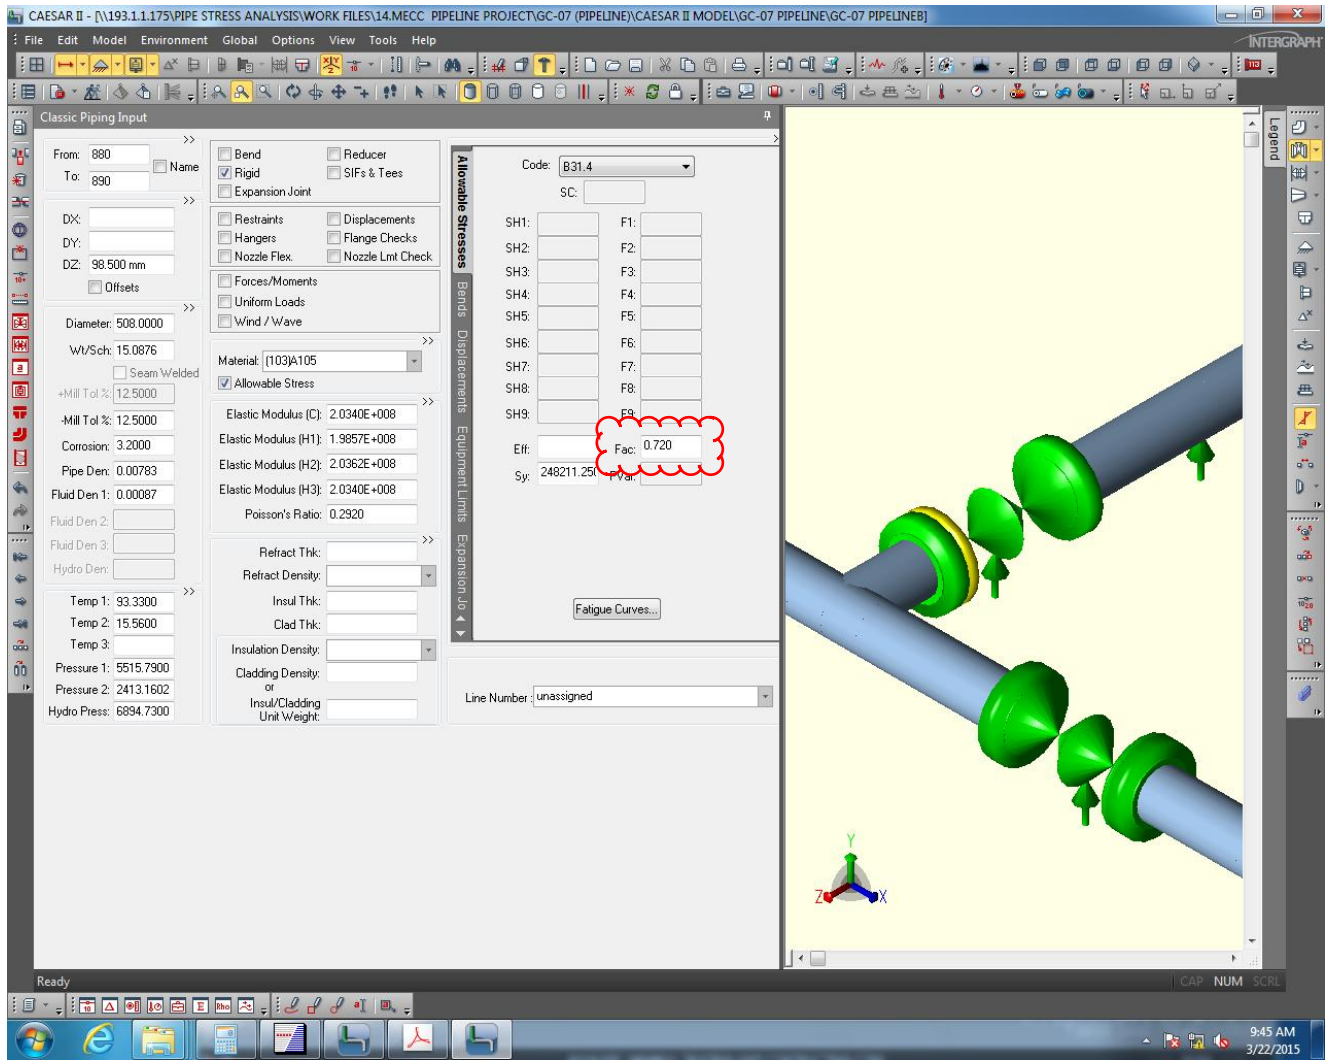 CAESAR II - [\\193.1.1.175\PIPE STRESS ANALYSIS\WORK FILES\14.MECC PIPELINE PROJECT\GC-07 (PIPELINE)\CAESAR II MODEL\GC-07 PIPELINE\GC-07 PIPELINEB]
File Edit Model Environment Global Options View Tools Help
INTERGRAPH
Classic Piping Input
From: 880
Name
To: 890
DX:
DY:
DZ: 98.500 mm
Offsets
Diameter: 508.0000
Wt/Sch: 15.0876
Seam Welded
+Mill Tol %: 12.5000
-Mill Tol %: 12.5000
Corrosion: 3.2000
Pipe Den: 0.00783
Fluid Den 1: 0.00087
Fluid Den 2:
Fluid Den 3:
Hydro Den:
Temp 1: 93.3300
Temp 2: 15.5600
Temp 3:
Pressure 1: 5515.7900
Pressure 2: 2413.1602
Hydro Press: 6894.7300
Bend Reducer
Rigid SIFs & Tees
Expansion Joint
Restraints Displacements
Hangers Flange Checks
Nozzle Flex. Nozzle Lmt Check
Forces/Moments
Uniform Loads
Wind / Wave
Material: (103)A105
Allowable Stress
Elastic Modulus (C): 2.0340E+008
Elastic Modulus (H1): 1.9857E+008
Elastic Modulus (H2): 2.0362E+008
Elastic Modulus (H3): 2.0340E+008
Poisson's Ratio: 0.2920
Refract Thk:
Refract Density:
Insul Thk:
Clad Thk:
Insulation Density:
Cladding Density:
or
Insul/Cladding
Unit Weight:
Allowable Stresses
Bends
Displacements
Equipment Limits
Expansion Jo
Code: B31.4
SC:
SH1: F1:
SH2: F2:
SH3: F3:
SH4: F4:
SH5: F5:
SH6: F6:
SH7: F7:
SH8: F8:
SH9: F9:
Eff: Fac: 0.720
Sy: 248211.250 PVar:
Fatigue Curves...
Line Number : unassigned
Legend
Y
Z X
Ready
CAP NUM SCRL
9:45 AM
3/22/2015